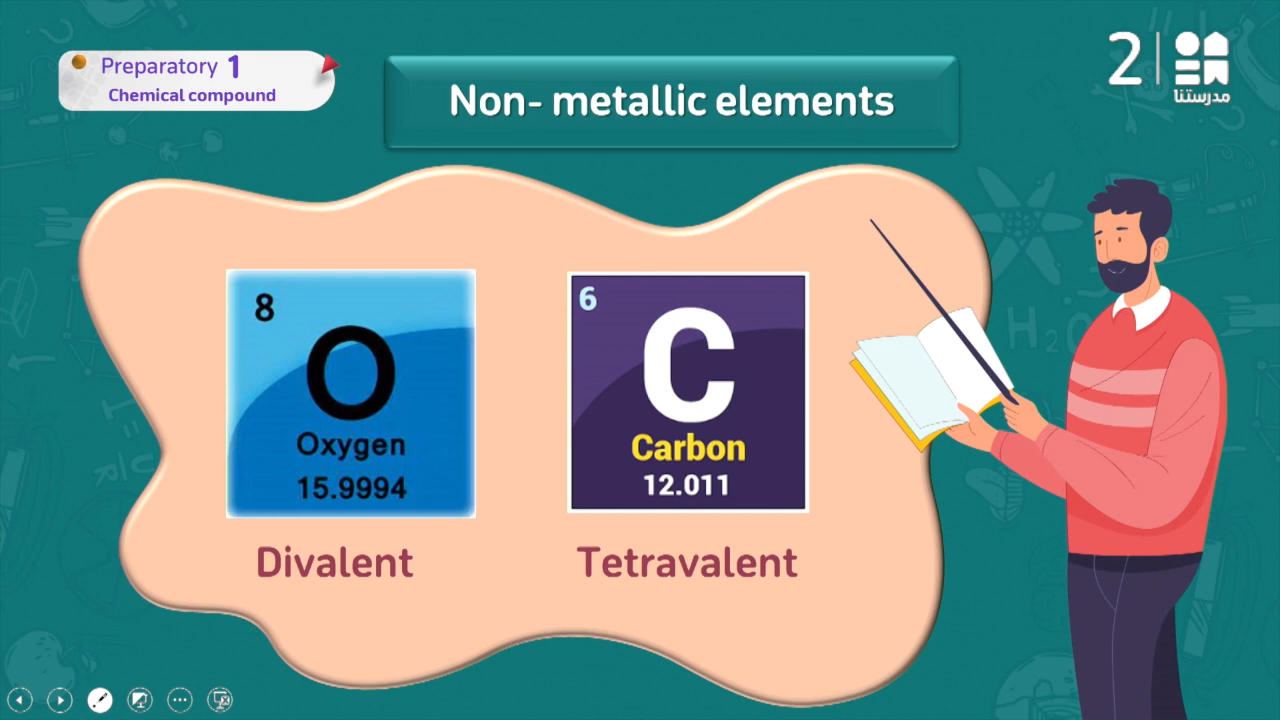 Preparatory 1
Chemical compound
Non- metallic elements
2
مدرستنا
8
O
Oxygen
15.9994
Divalent
6
C
Carbon
12.011
Tetravalent
H₂O